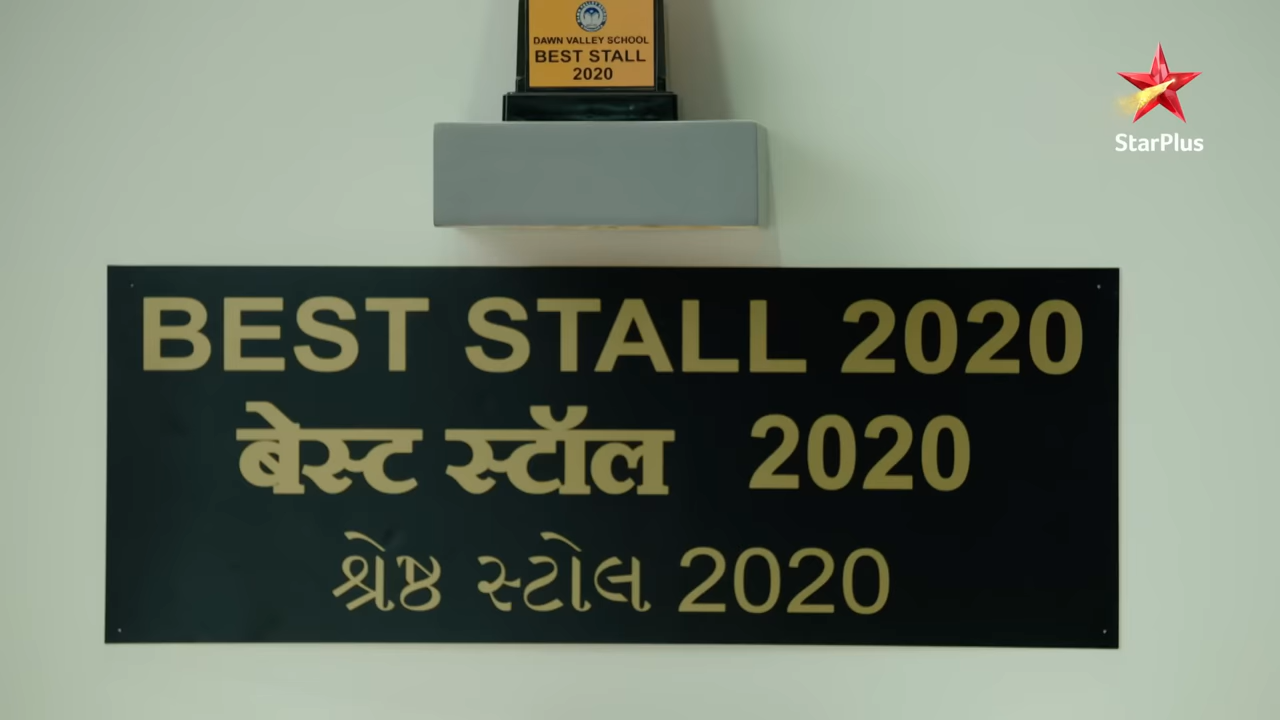 DAWN VALLEY SCHOOL
BEST STALL
2020
StarPlus
BEST STALL 2020
बेस्ट स्टॉल 2020
શ્રેષ્ઠ સ્ટોલ 2020